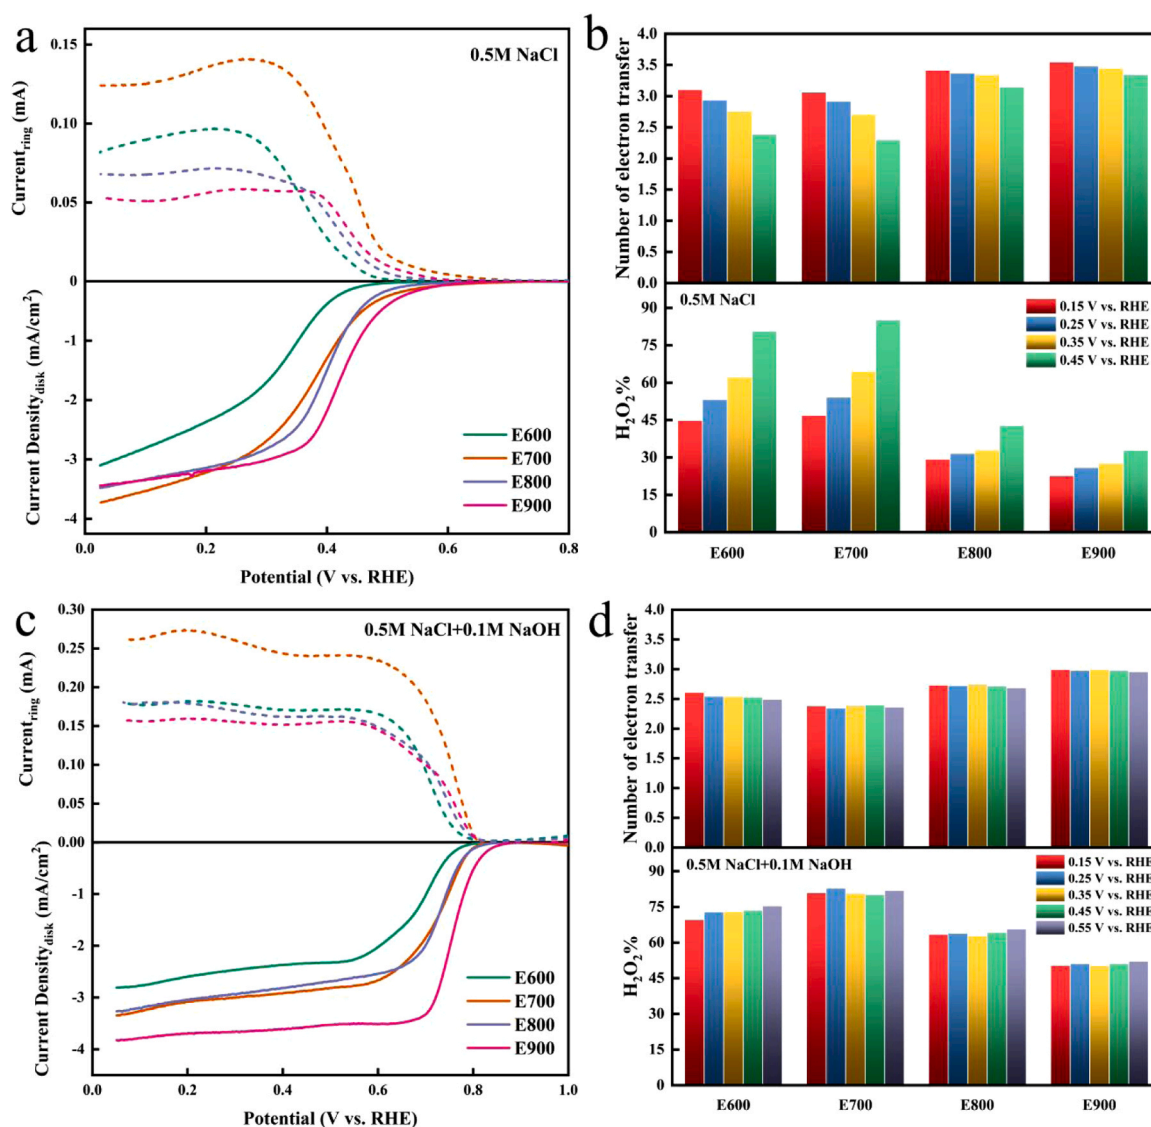 a
0.5M NaCl
Current_ring (mA)
0.15
0.10
0.05
0
Current Density_disk (mA/cm²)
-1
-2
-3
-4
E600
E700
E800
E900
0.0 0.2 0.4 0.6 0.8
Potential (V vs. RHE)
b
Number of electron transfer
4.0
3.5
3.0
2.5
2.0
1.5
1.0
0.5
0.0
0.5M NaCl
0.15 V vs. RHE
0.25 V vs. RHE
0.35 V vs. RHE
0.45 V vs. RHE
H₂O₂%
90
75
60
45
30
15
0
E600 E700 E800 E900
c
0.5M NaCl+0.1M NaOH
Current_ring (mA)
0.30
0.25
0.20
0.15
0.10
0.05
0.00
Current Density_disk (mA/cm²)
-1
-2
-3
-4
E600
E700
E800
E900
0.0 0.2 0.4 0.6 0.8 1.0
Potential (V vs. RHE)
d
Number of electron transfer
4.0
3.5
3.0
2.5
2.0
1.5
1.0
0.5
0.0
0.5M NaCl+0.1M NaOH
0.15 V vs. RHE
0.25 V vs. RHE
0.35 V vs. RHE
0.45 V vs. RHE
0.55 V vs. RHE
H₂O₂%
90
75
60
45
30
15
0
E600 E700 E800 E900